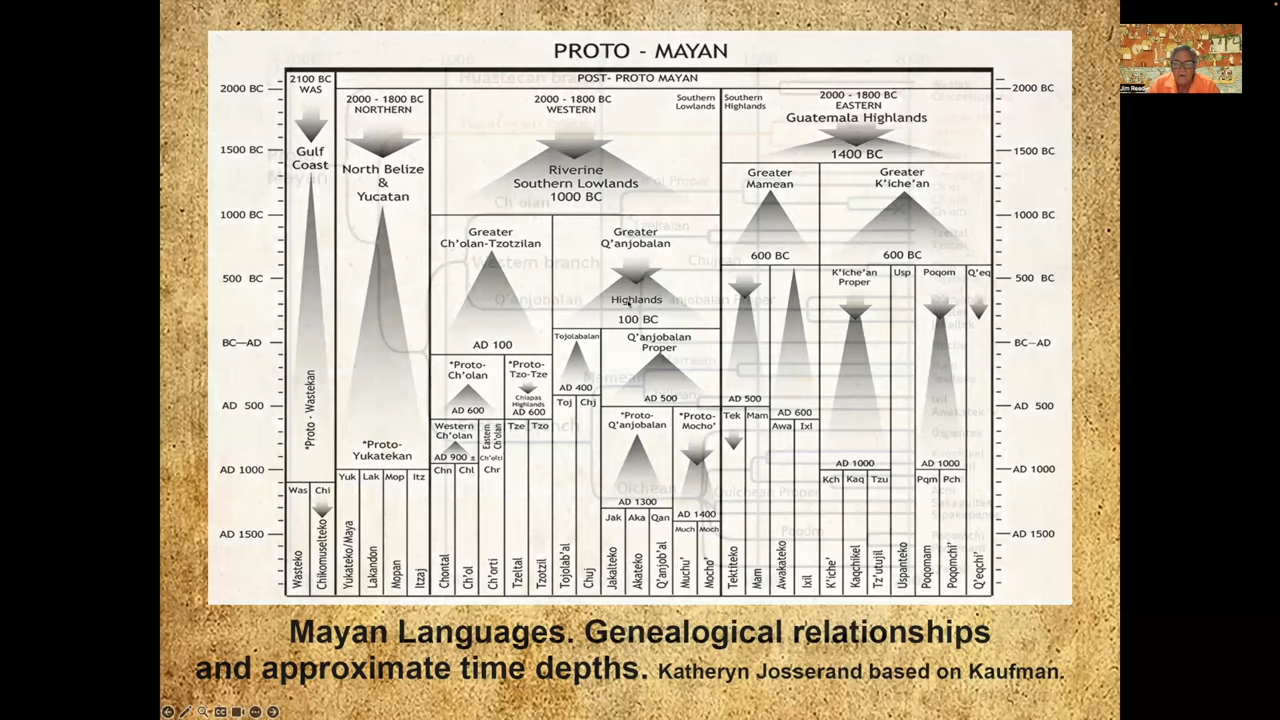 PROTO - MAYAN
POST- PROTO MAYAN
2100 BC
WAS
Gulf
Coast
2000 - 1800 BC
NORTHERN
North Belize
&
Yucatan
2000 - 1800 BC
WESTERN
Southern
Lowlands
Riverine
Southern Lowlands
1000 BC
Southern
Highlands
2000 - 1800 BC
EASTERN
Guatemala Highlands
1400 BC
2000 BC
1500 BC
1000 BC
500 BC
BC—AD
AD 500
AD 1000
AD 1500
2000 BC
1500 BC
1000 BC
500 BC
BC—AD
AD 500
AD 1000
AD 1500
Greater
Mamean
600 BC
Greater
K'iche'an
600 BC
Greater
Ch'olan-Tzotzilan
AD 100
Greater
Q'anjobalan
Highlands
100 BC
K'iche'an
Proper
Usp
Poqom
Q'eq
Tojolabalan
AD 400
Q'anjobalan
Proper
AD 500
AD 500
AD 600
*Proto-
Ch'olan
AD 600
*Proto-
Tzo-Tze
Chiapas
Highlands
AD 600
Toj Chj
*Proto-
Q'anjobalan
AD 1300
*Proto-
Mocho'
AD 1400
Tek Mam
Awa Ixl
Western
Ch'olan
AD 900 ±
Eastern
Ch'olan
Ch'olti
Tze Tzo
*Proto - Wastekan
*Proto-
Yukatekan
AD 1000
AD 1000
Was Chi
Yuk Lak Mop Itz
Chn Chl Chr
Jak Aka Qan
Much Moch
Kch Kaq Tzu
Pqm Pch
Wasteko
Chikomuselteko
Yukateko/Maya
Lakandon
Mopan
Itzaj
Chontal
Ch'ol
Ch'orti
Tzeltal
Tzotzil
Tojolab'al
Chuj
Jakalteko
Akateko
Q'anjob'al
Muchu'
Mocho'
Tektiteko
Mam
Awakateko
Ixil
K'iche'
Kaqchikel
Tz'utujil
Uspanteko
Poqomam
Poqomchi'
Q'eqchi'
Mayan Languages. Genealogical relationships
and approximate time depths. Katheryn Josserand based on Kaufman.